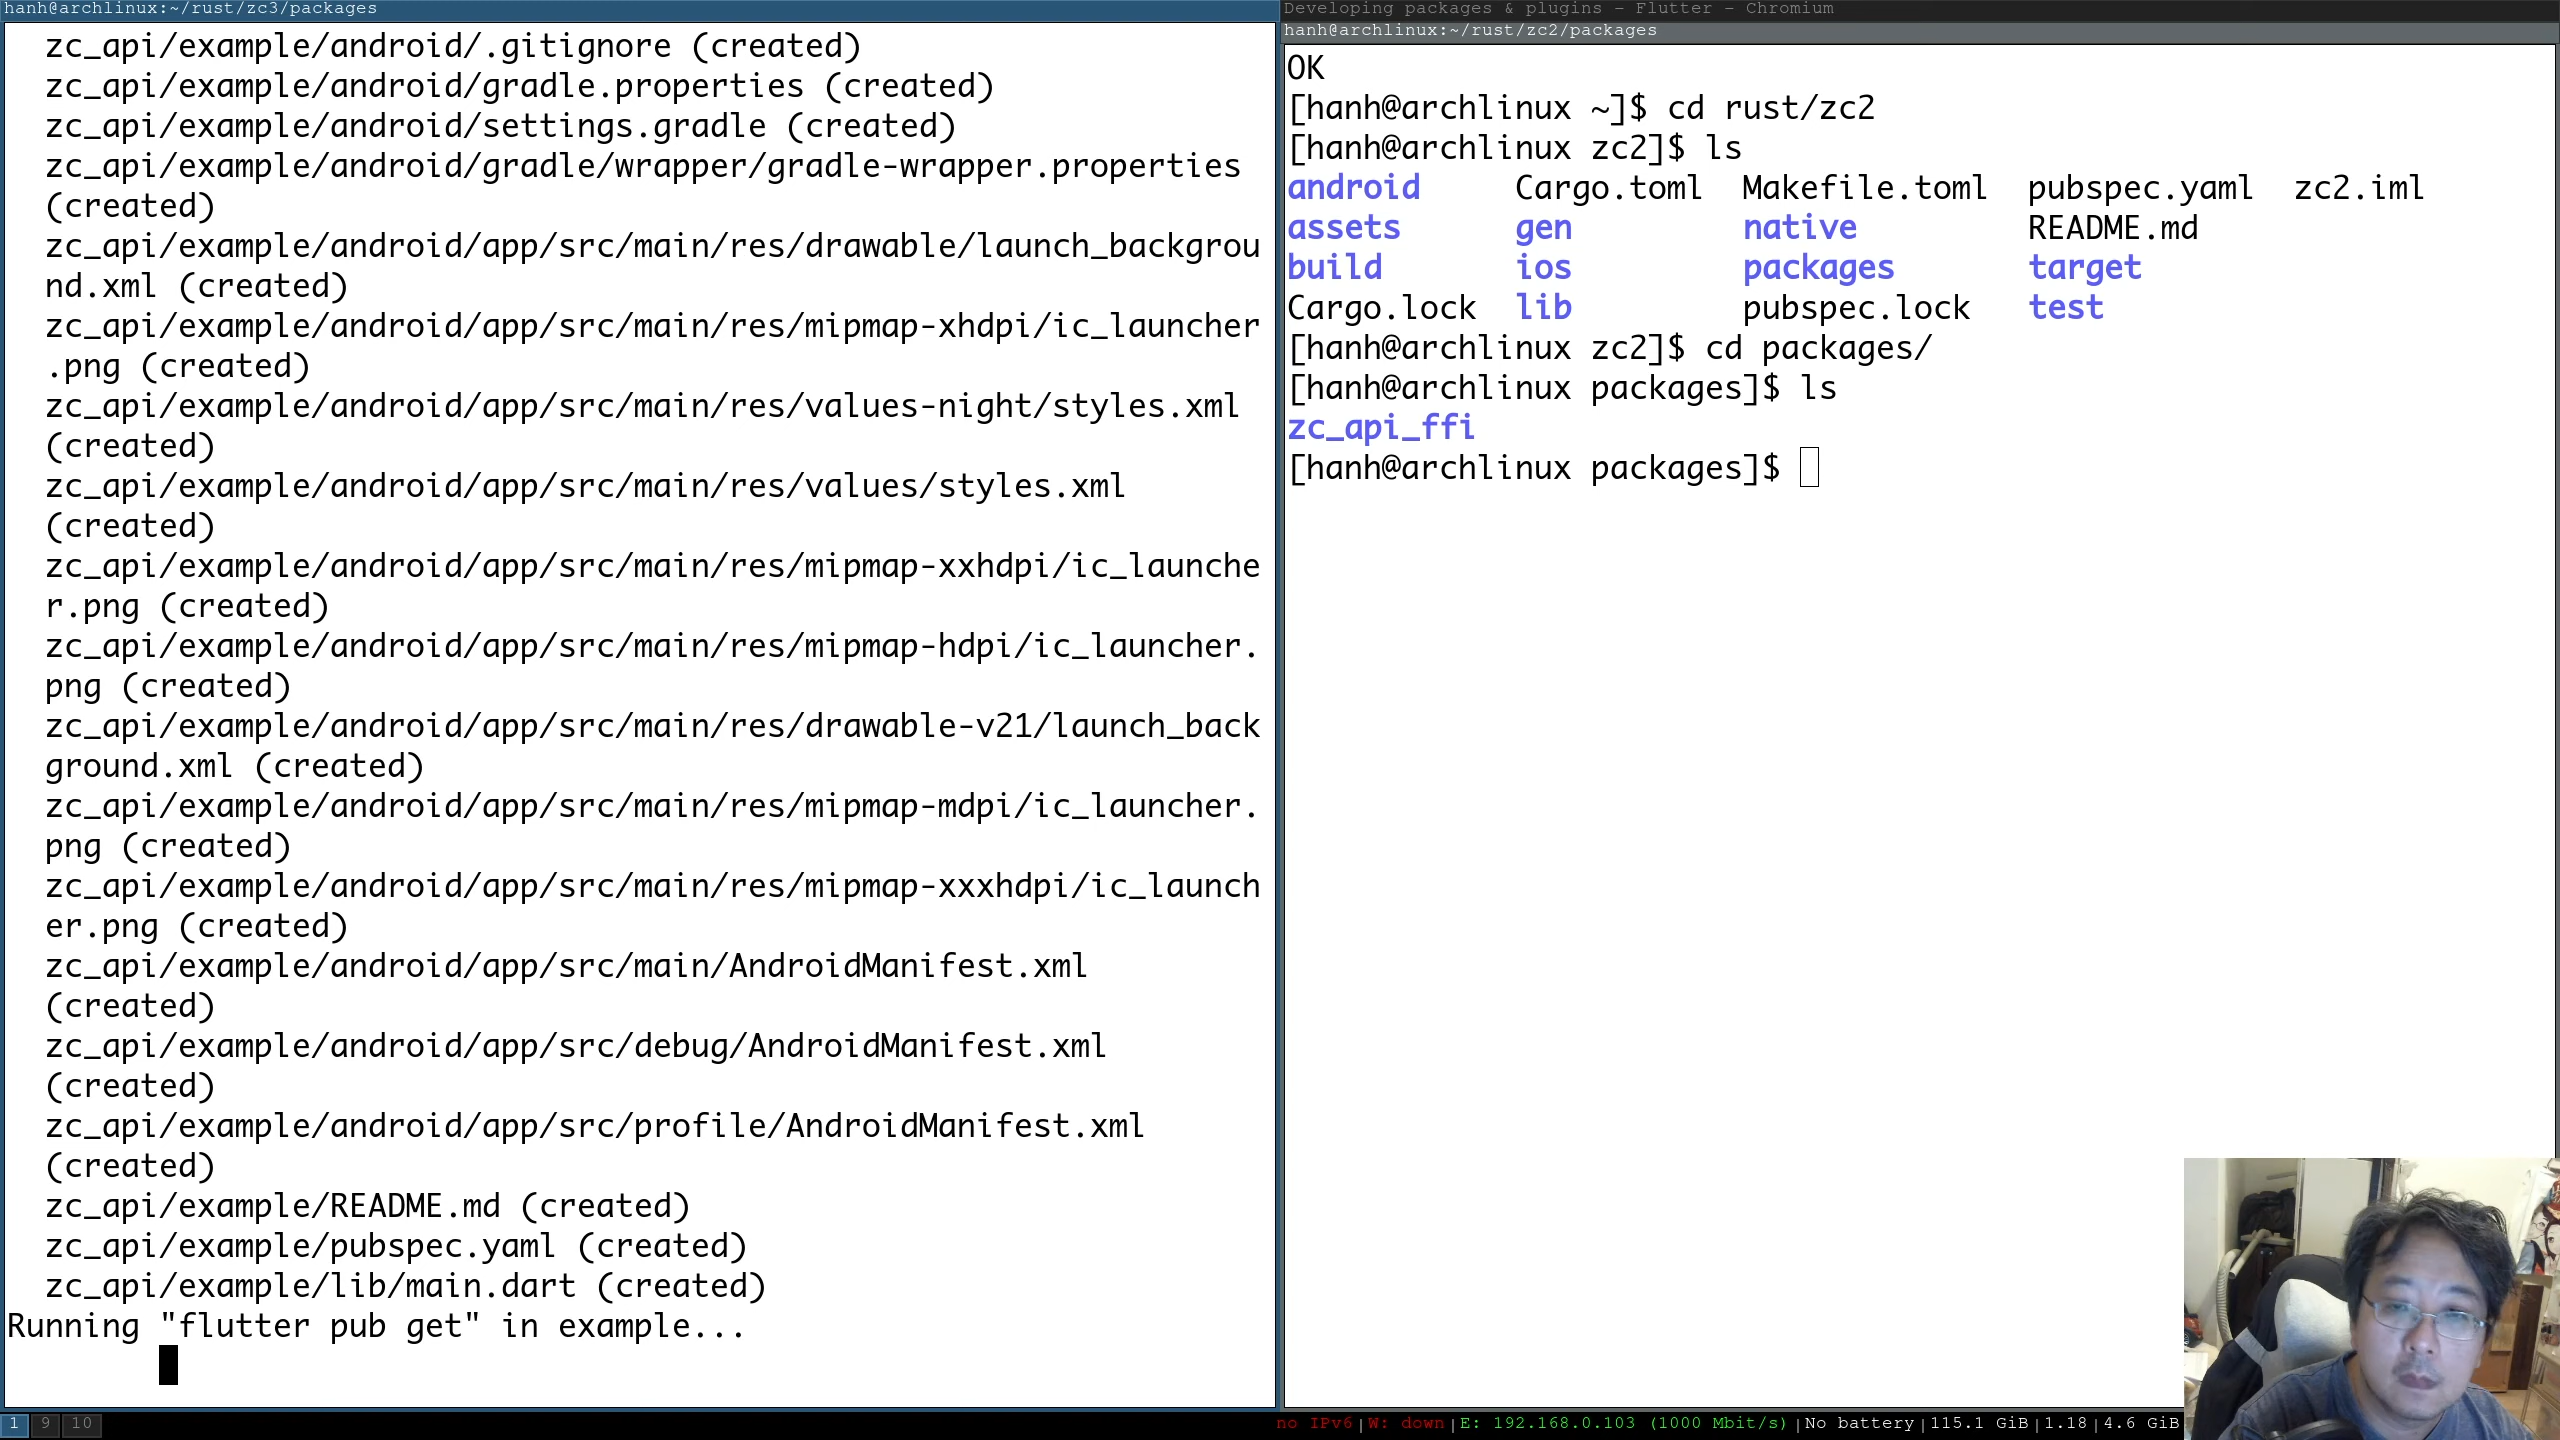 hanh@archlinux:~/rust/zc3/packages
zc_api/example/android/.gitignore (created)
zc_api/example/android/gradle.properties (created)
zc_api/example/android/settings.gradle (created)
zc_api/example/android/gradle/wrapper/gradle-wrapper.properties
(created)
zc_api/example/android/app/src/main/res/drawable/launch_backgrou
nd.xml (created)
zc_api/example/android/app/src/main/res/mipmap-xhdpi/ic_launcher
.png (created)
zc_api/example/android/app/src/main/res/values-night/styles.xml
(created)
zc_api/example/android/app/src/main/res/values/styles.xml
(created)
zc_api/example/android/app/src/main/res/mipmap-xxhdpi/ic_launche
r.png (created)
zc_api/example/android/app/src/main/res/mipmap-hdpi/ic_launcher.
png (created)
zc_api/example/android/app/src/main/res/drawable-v21/launch_back
ground.xml (created)
zc_api/example/android/app/src/main/res/mipmap-mdpi/ic_launcher.
png (created)
zc_api/example/android/app/src/main/res/mipmap-xxxhdpi/ic_launch
er.png (created)
zc_api/example/android/app/src/main/AndroidManifest.xml
(created)
zc_api/example/android/app/src/debug/AndroidManifest.xml
(created)
zc_api/example/android/app/src/profile/AndroidManifest.xml
(created)
zc_api/example/README.md (created)
zc_api/example/pubspec.yaml (created)
zc_api/example/lib/main.dart (created)
Running "flutter pub get" in example...
Developing packages & plugins - Flutter - Chromium
hanh@archlinux:~/rust/zc2/packages
OK
[hanh@archlinux ~]$ cd rust/zc2
[hanh@archlinux zc2]$ ls
android Cargo.toml Makefile.toml pubspec.yaml zc2.iml
assets gen native README.md
build ios packages target
Cargo.lock lib pubspec.lock test
[hanh@archlinux zc2]$ cd packages/
[hanh@archlinux packages]$ ls
zc_api_ffi
[hanh@archlinux packages]$
1 9 10
no IPv6|W: down|E: 192.168.0.103 (1000 Mbit/s)|No battery|115.1 GiB|1.18|4.6 GiB